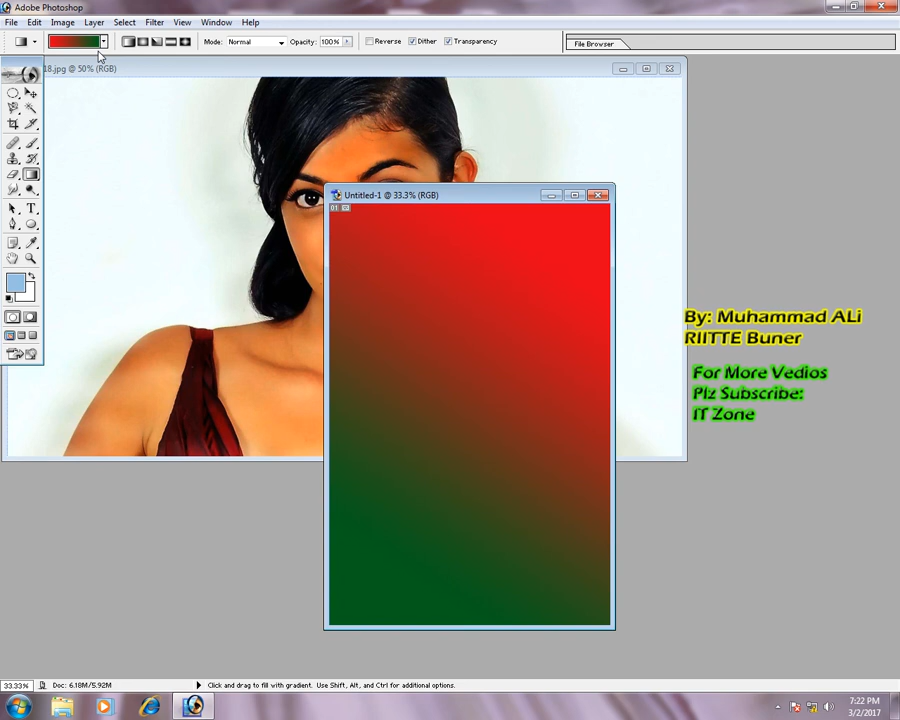 Adobe Photoshop
File Edit Image Layer Select Filter View Window Help
Mode: Normal Opacity: 100% Reverse Dither Transparency File Browser
18.jpg @ 50% (RGB)
Untitled-1 @ 33.3% (RGB)
01
By: Muhammad ALi
RIITTE Buner
For More Vedios
Plz Subscribe:
IT Zone
33.33% Doc: 6.18M/5.92M Click and drag to fill with gradient. Use Shift, Alt, and Ctrl for additional options.
7:22 PM
3/2/2017